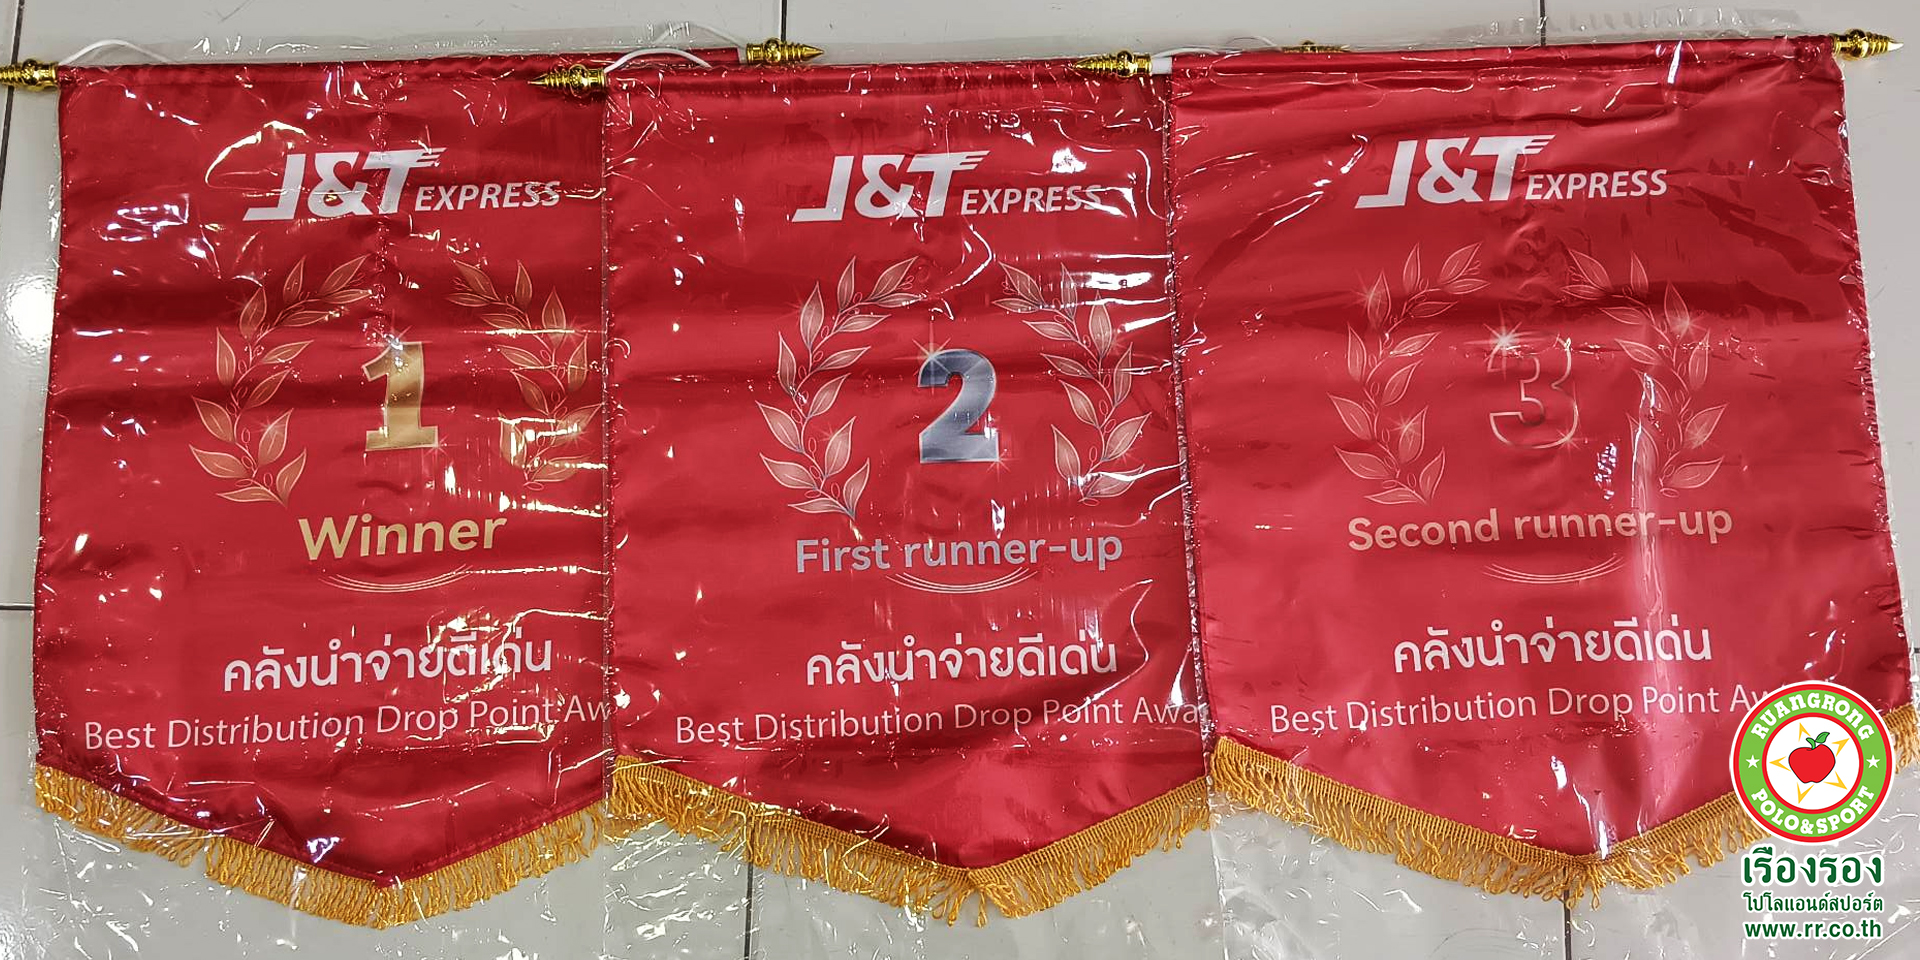 J&T EXPRESS
1
Winner
คลังนำจ่ายดีเด่น
Best Distribution Drop Point Aw
J&T EXPRESS
2
First runner-up
คลังนำจ่ายดีเด่น
Best Distribution Drop Point Awa
J&T EXPRESS
3
Second runner-up
คลังนำจ่ายดีเด่น
Best Distribution Drop Point Aw
RUANGRONG
POLO&SPORT
เรืองรอง
โปโลแอนด์สปอร์ต
www.rr.co.th